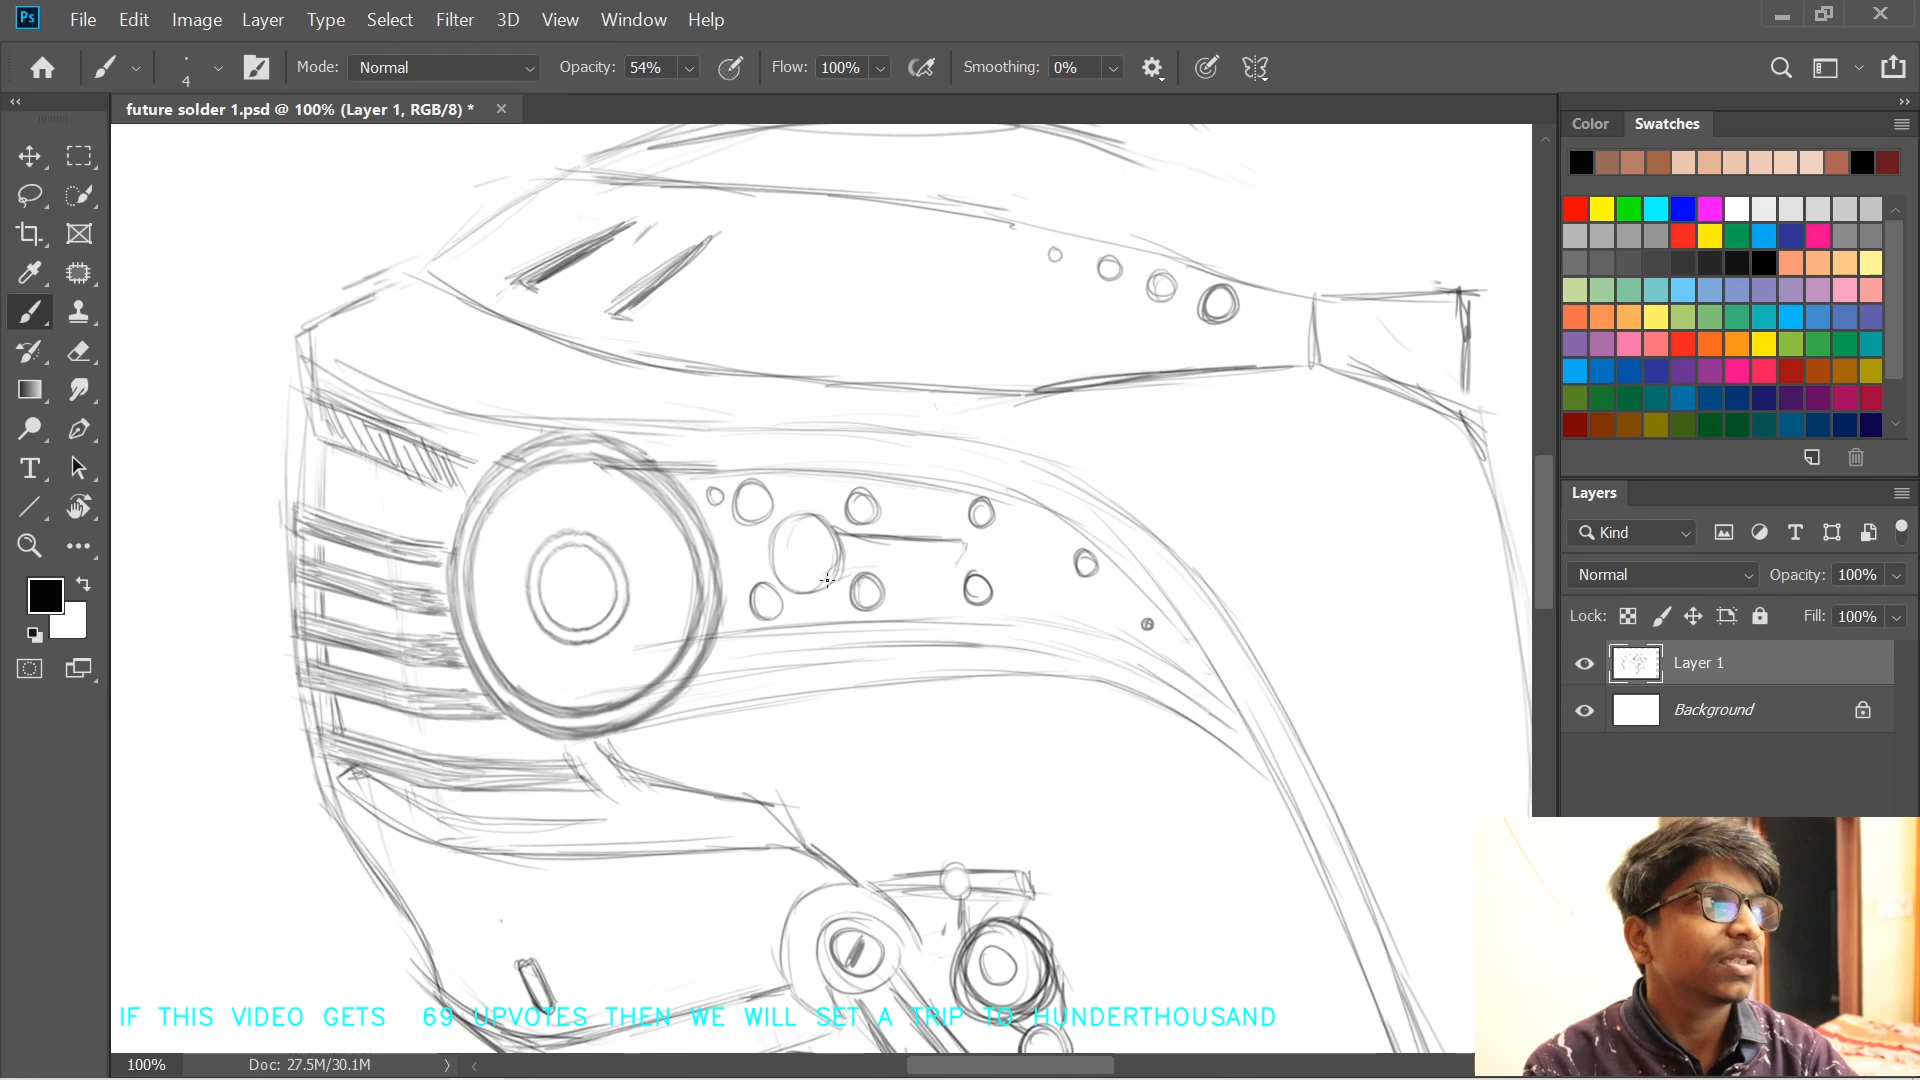 Ps File Edit Image Layer Type Select Filter 3D View Window Help
4 Mode: Normal Opacity: 54% Flow: 100% Smoothing: 0%
future solder 1.psd @ 100% (Layer 1, RGB/8) *
Color Swatches
Layers
Kind
Normal Opacity: 100%
Lock: Fill: 100%
Layer 1
Background
IF THIS VIDEO GETS 69 UPVOTES THEN WE WILL SET A TRIP TO HUNDERTHOUSAND
100% Doc: 27.5M/30.1M